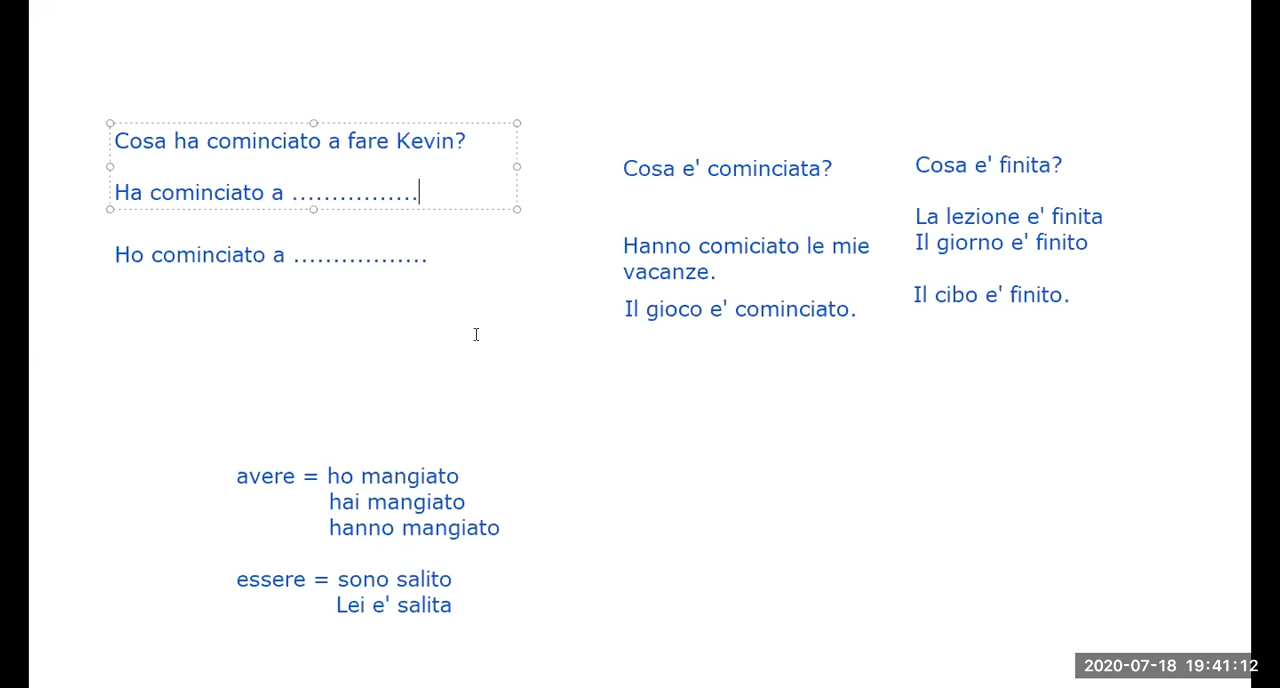 Cosa ha cominciato a fare Kevin?
Ha cominciato a ................
Ho cominciato a .................
Cosa e' cominciata?
Hanno comiciato le mie
vacanze.
Il gioco e' cominciato.
Cosa e' finita?
La lezione e' finita
Il giorno e' finito
Il cibo e' finito.
avere = ho mangiato
hai mangiato
hanno mangiato
essere = sono salito
Lei e' salita
2020-07-18 19:41:12